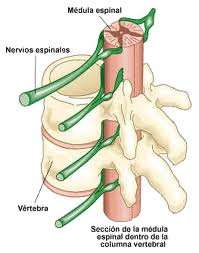 Médula espinal
Nervios espinales
Vértebra
Sección de la médula
espinal dentro de la
columna vertebral